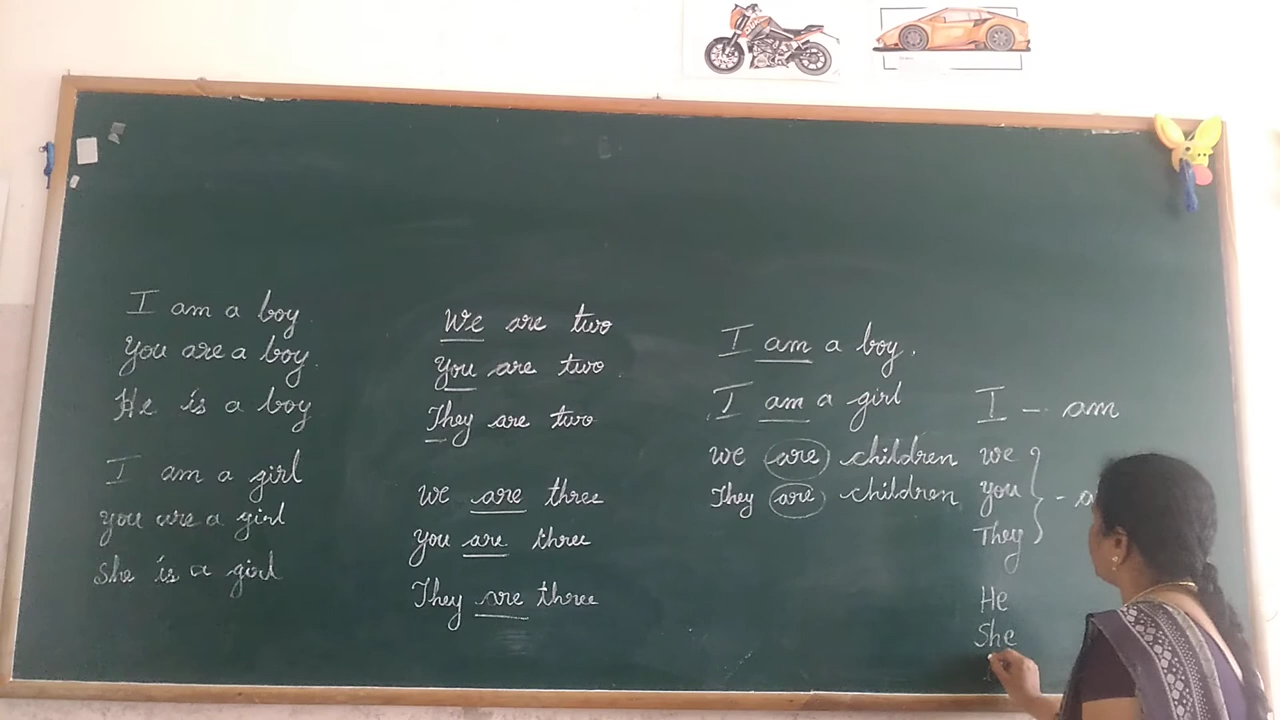 I am a boy.
You are a boy.
He is a boy
I am a girl
you are a girl
She is a girl
We are two
You are two.
They are two
we are three
you are three
They are three
I am a boy.
I am a girl
we are children
They are children
I - am
we
you
They
He
She